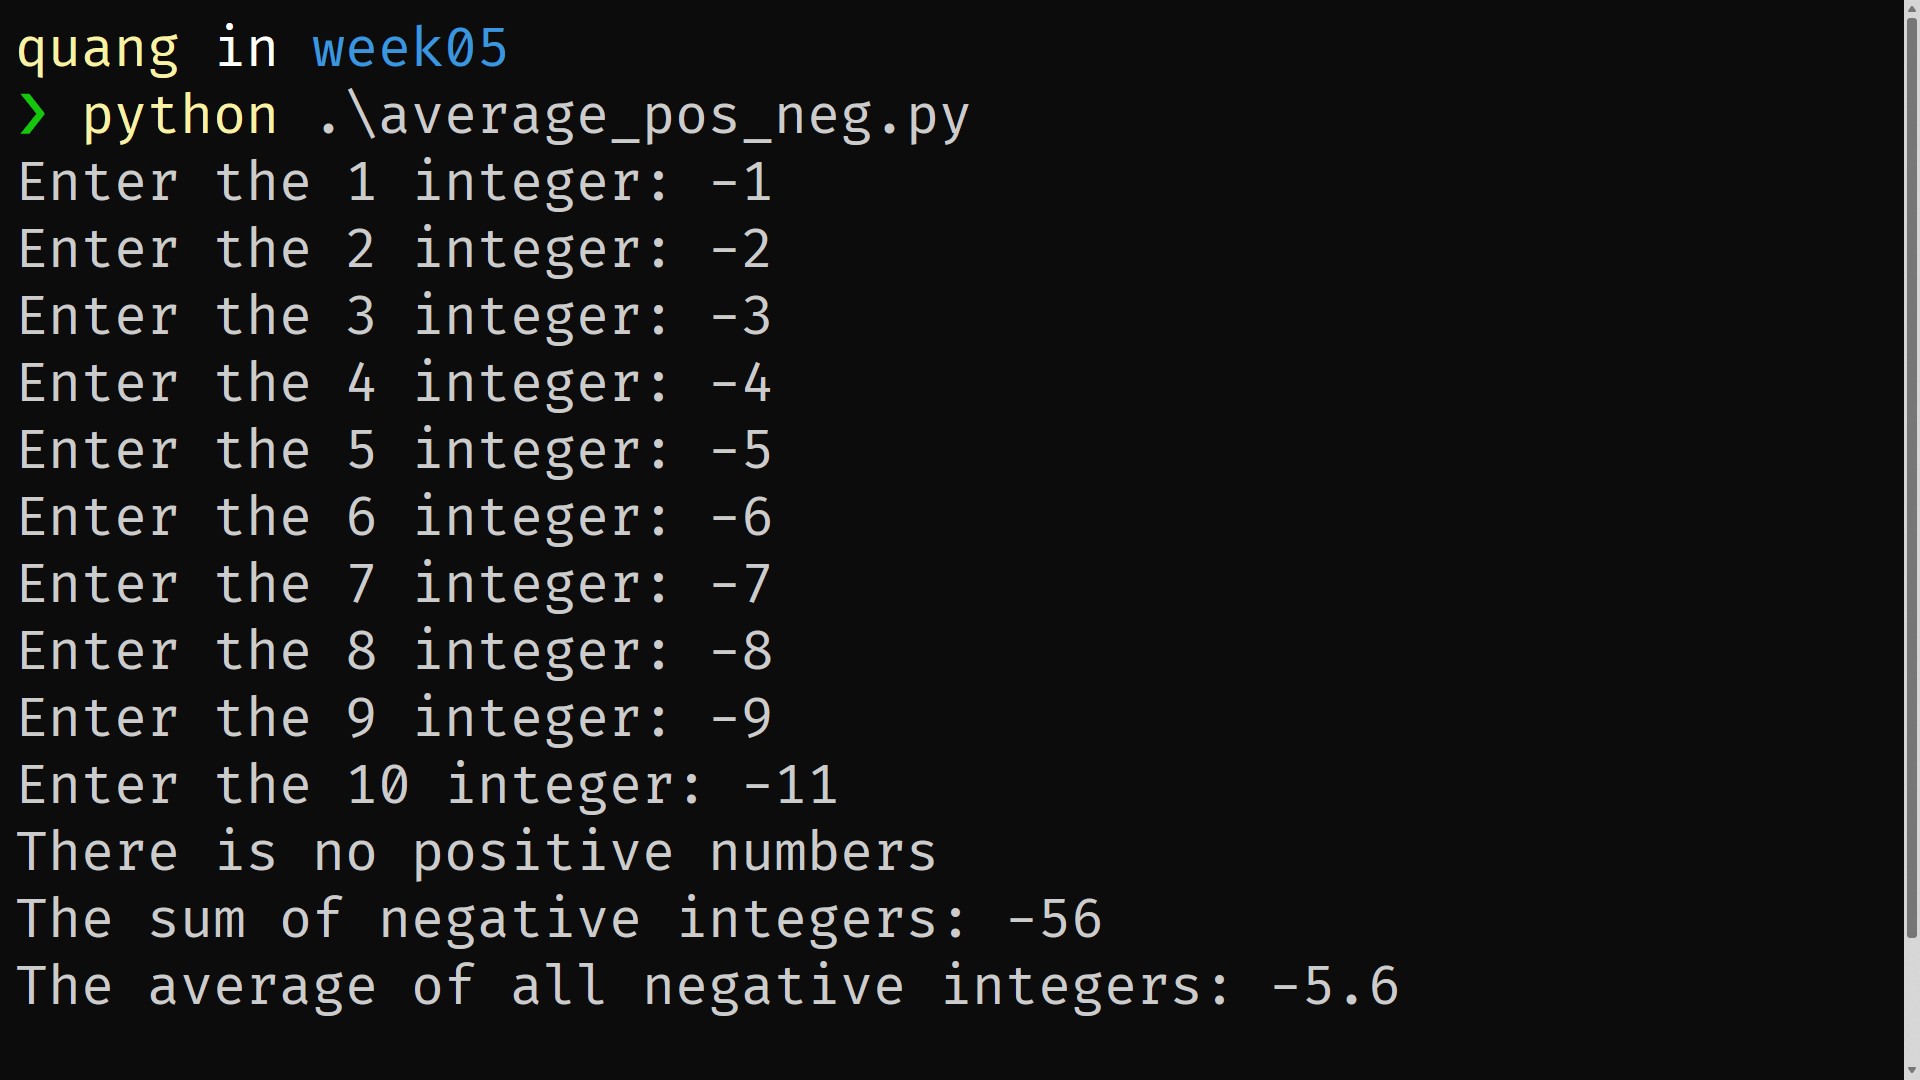 quang in week05
❯ python .\average_pos_neg.py
Enter the 1 integer: -1
Enter the 2 integer: -2
Enter the 3 integer: -3
Enter the 4 integer: -4
Enter the 5 integer: -5
Enter the 6 integer: -6
Enter the 7 integer: -7
Enter the 8 integer: -8
Enter the 9 integer: -9
Enter the 10 integer: -11
There is no positive numbers
The sum of negative integers: -56
The average of all negative integers: -5.6